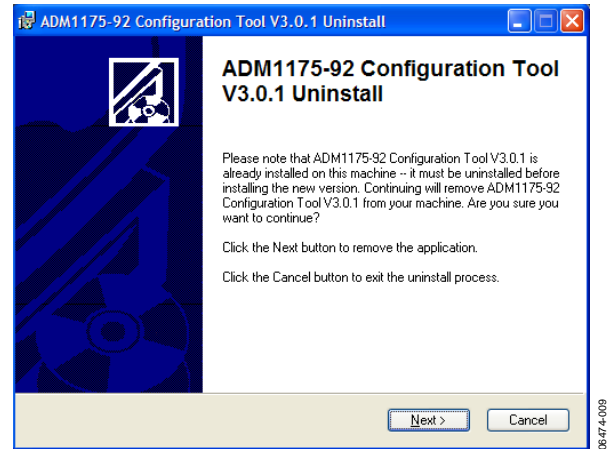 ADM1175-92 Configuration Tool V3.0.1 Uninstall
ADM1175-92 Configuration Tool
V3.0.1 Uninstall
Please note that ADM1175-92 Configuration Tool V3.0.1 is
already installed on this machine -- it must be uninstalled before
installing the new version. Continuing will remove ADM1175-92
Configuration Tool V3.0.1 from your machine. Are you sure you
want to continue?
Click the Next button to remove the application.
Click the Cancel button to exit the uninstall process.
Next >
Cancel
06474-009